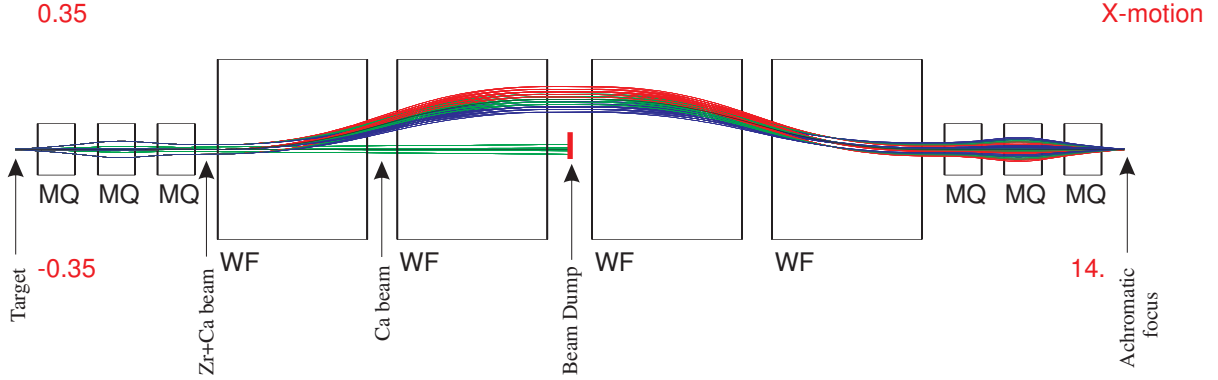 0.35
X-motion
MQ
MQ
MQ
MQ
MQ
MQ
WF
WF
WF
WF
-0.35
14.
Target
Zr+Ca beam
Ca beam
Beam Dump
Achromatic
focus